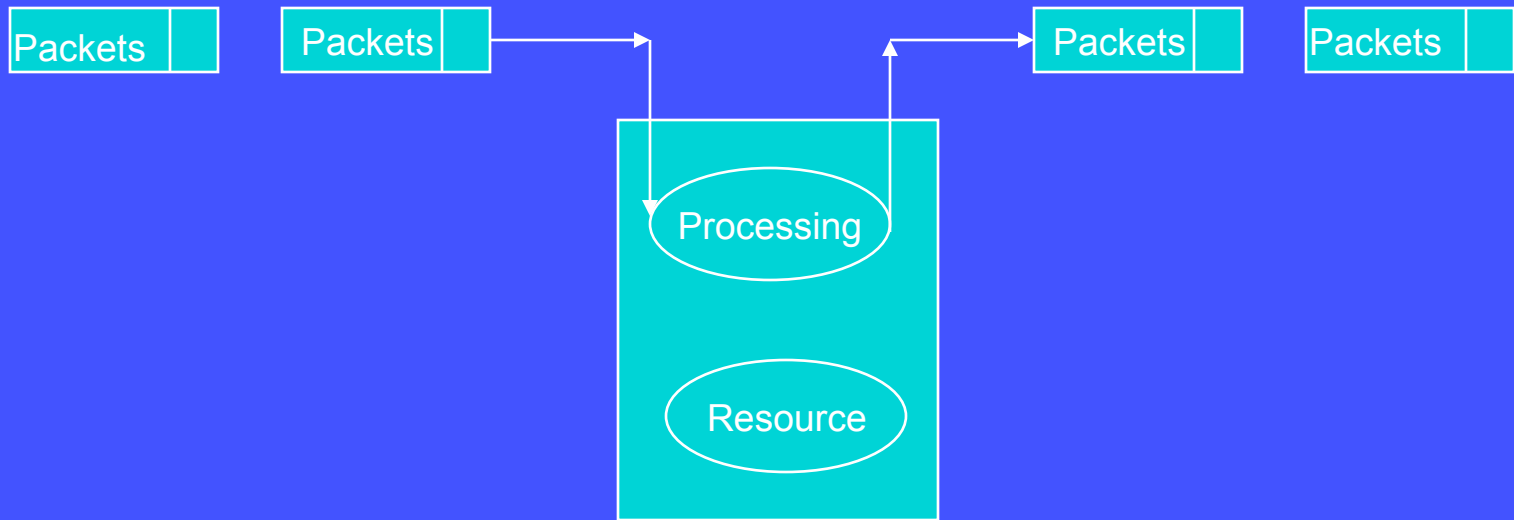 Packets
Packets
Packets
Packets
Processing
Resource